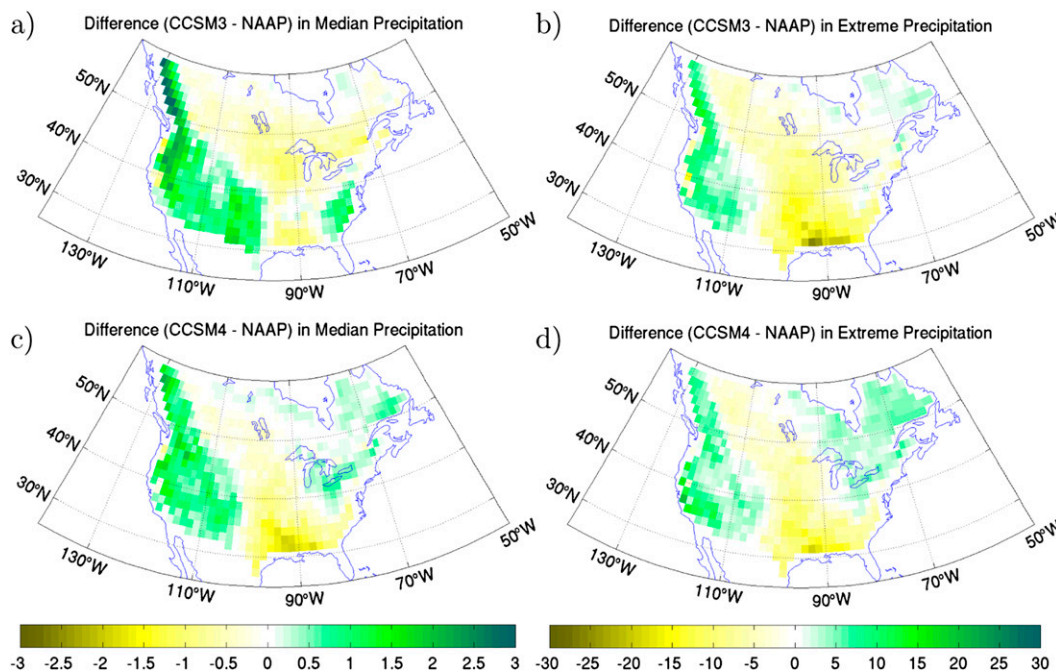 a)
Difference (CCSM3 - NAAP) in Median Precipitation
50°N
40°N
30°N
130°W
110°W
90°W
70°W
50°W
b)
Difference (CCSM3 - NAAP) in Extreme Precipitation
50°N
40°N
30°N
130°W
110°W
90°W
70°W
50°W
c)
Difference (CCSM4 - NAAP) in Median Precipitation
50°N
40°N
30°N
130°W
110°W
90°W
70°W
50°W
d)
Difference (CCSM4 - NAAP) in Extreme Precipitation
50°N
40°N
30°N
130°W
110°W
90°W
70°W
50°W
-3 -2.5 -2 -1.5 -1 -0.5 0 0.5 1 1.5 2 2.5 3
-30 -25 -20 -15 -10 -5 0 5 10 15 20 25 30